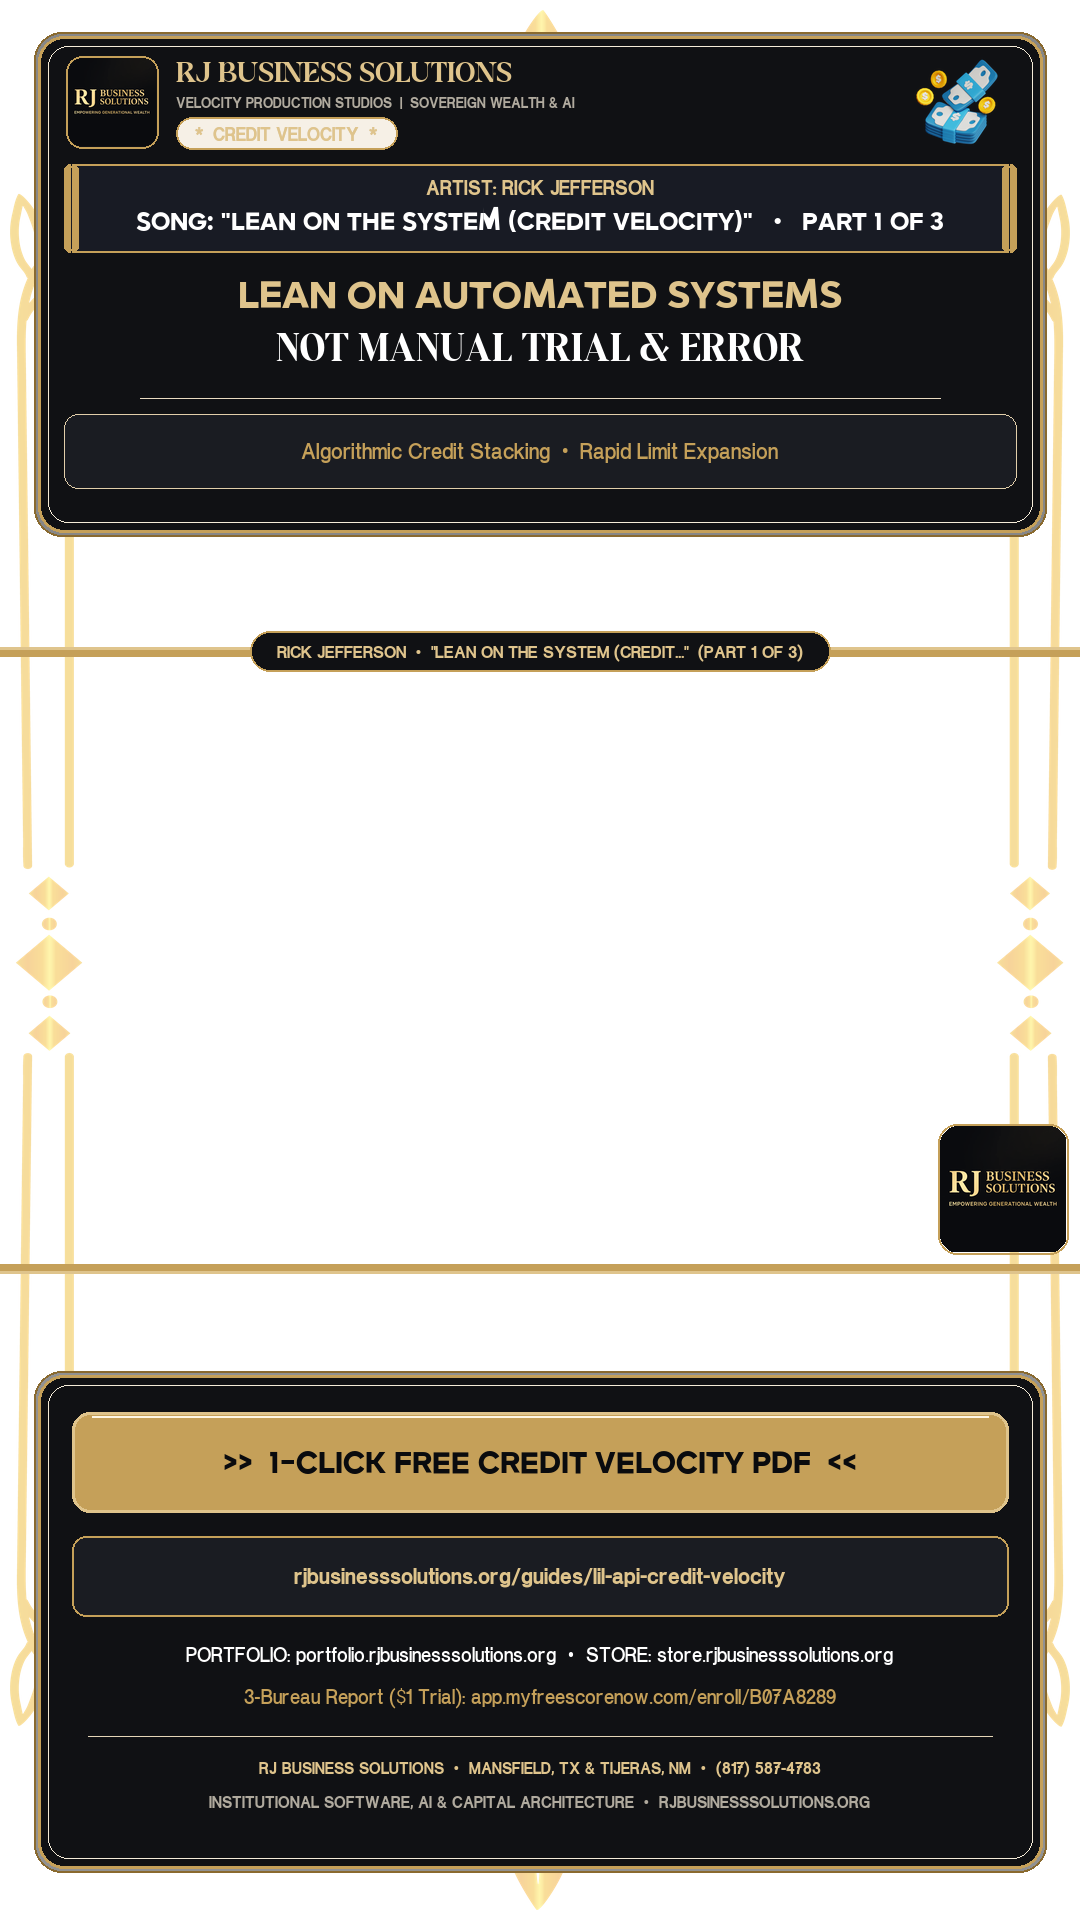 RJ BUSINESS SOLUTIONS
EMPOWERING GENERATIONAL WEALTH
RJ BUSINESS SOLUTIONS
VELOCITY PRODUCTION STUDIOS | SOVEREIGN WEALTH & AI
* CREDIT VELOCITY *
ARTIST: RICK JEFFERSON
SONG: "LEAN ON THE SYSTEM (CREDIT VELOCITY)" • PART 1 OF 3
LEAN ON AUTOMATED SYSTEMS
NOT MANUAL TRIAL & ERROR
Algorithmic Credit Stacking • Rapid Limit Expansion
RICK JEFFERSON • "LEAN ON THE SYSTEM (CREDIT..." (PART 1 OF 3)
RJ BUSINESS SOLUTIONS
EMPOWERING GENERATIONAL WEALTH
>> 1-CLICK FREE CREDIT VELOCITY PDF <<
rjbusinesssolutions.org/guides/lil-api-credit-velocity
PORTFOLIO: portfolio.rjbusinesssolutions.org • STORE: store.rjbusinesssolutions.org
3-Bureau Report ($1 Trial): app.myfreescorenow.com/enroll/B07A8289
RJ BUSINESS SOLUTIONS • MANSFIELD, TX & TIJERAS, NM • (817) 587-4783
INSTITUTIONAL SOFTWARE, AI & CAPITAL ARCHITECTURE • RJBUSINESSSOLUTIONS.ORG